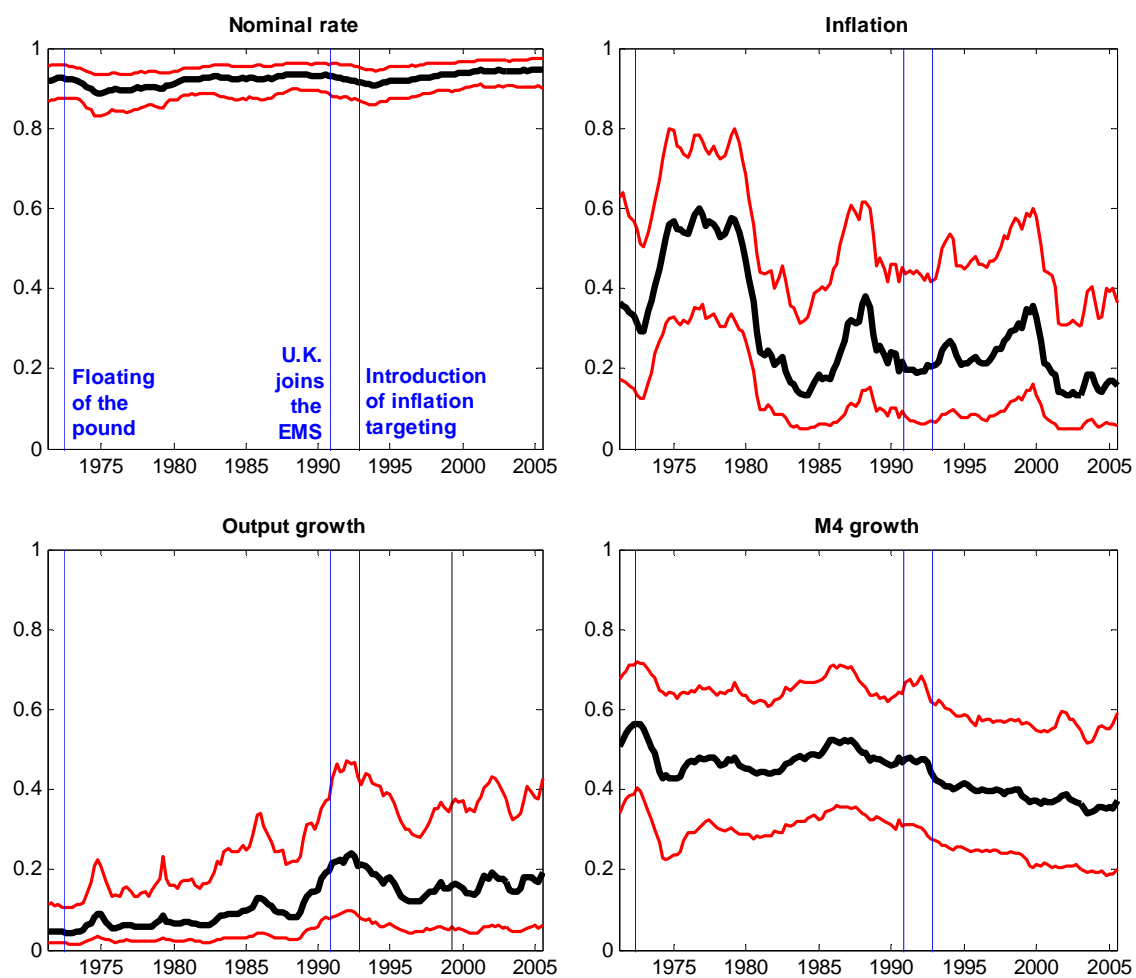 Nominal rate
1
0.8
0.6
0.4
0.2
0
Floating
of the
pound
U.K.
joins
the
EMS
Introduction
of inflation
targeting
1975 1980 1985 1990 1995 2000 2005
Inflation
1
0.8
0.6
0.4
0.2
0
1975 1980 1985 1990 1995 2000 2005
Output growth
1
0.8
0.6
0.4
0.2
0
1975 1980 1985 1990 1995 2000 2005
M4 growth
1
0.8
0.6
0.4
0.2
0
1975 1980 1985 1990 1995 2000 2005